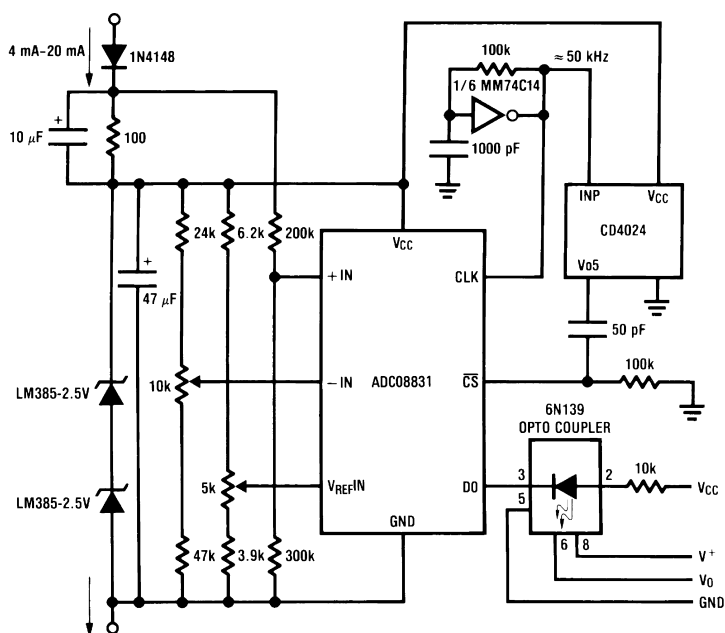 4 mA-20 mA
1N4148
+
10 μF
100
100k
≈50 kHz
1/6 MM74C14
1000 pF
INP
VCC
CD4024
VO5
24k
6.2k
200k
VCC
+
47 μF
+IN
CLK
50 pF
LM385-2.5V
10k
−IN
ADC08831
CS
100k
6N139
OPTO COUPLER
LM385-2.5V
5k
VREFIN
DO
3
2
10k
VCC
5
GND
47k
3.9k
300k
6
8
V+
VO
GND